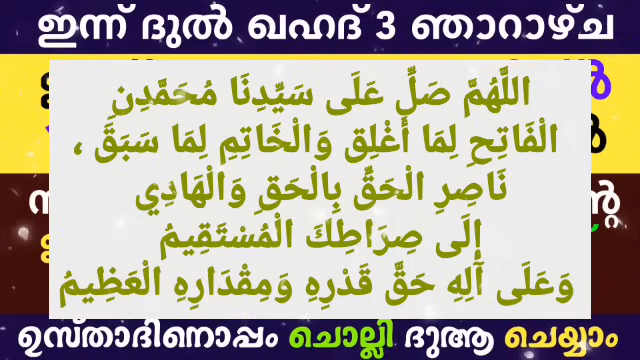 ഇന്ന് ദുൽ ഖഹദ് 3 ഞാറാഴ്ച
اللَّهُمَّ صَلِّ عَلَى سَيِّدِنَا مُحَمَّدِنِ
الْفَاتِحِ لِمَا أُغْلِق وَالْخَاتِمِ لِمَا سَبَقَ ،
نَاصِرِ الْحَقِّ بِالْحَقِ وَالْهَادِي
إِلَى صِرَاطِكَ الْمُسْتَقِيمُ
وَعَلَى آلِهِ حَقَّ قَدْرِهِ وَمِقْدَارِهِ الْعَظِيمُ
ഉസ്താദിനൊപ്പം ചൊല്ലി ദുആ ചെയ്യാം